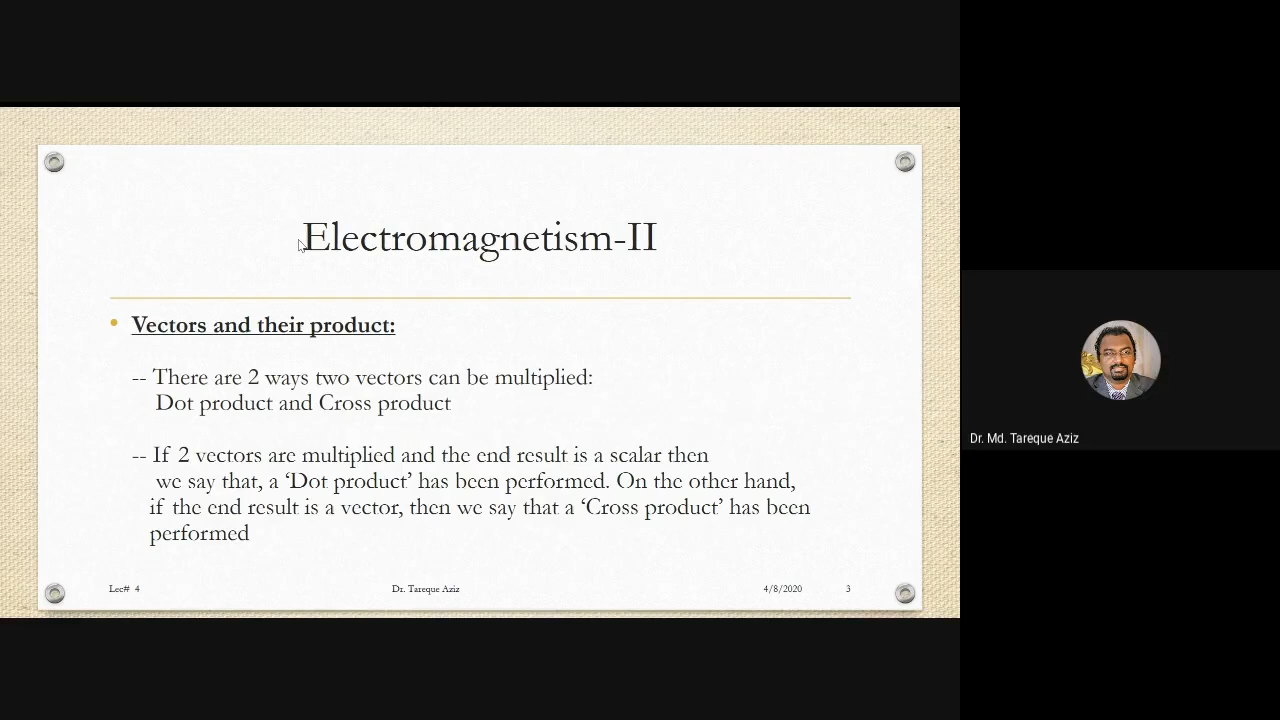 Electromagnetism-II
• Vectors and their product:
-- There are 2 ways two vectors can be multiplied:
Dot product and Cross product
-- If 2 vectors are multiplied and the end result is a scalar then
we say that, a ‘Dot product’ has been performed. On the other hand,
if the end result is a vector, then we say that a ‘Cross product’ has been
performed
Lec# 4 Dr. Tareque Aziz 4/8/2020 3
Dr. Md. Tareque Aziz